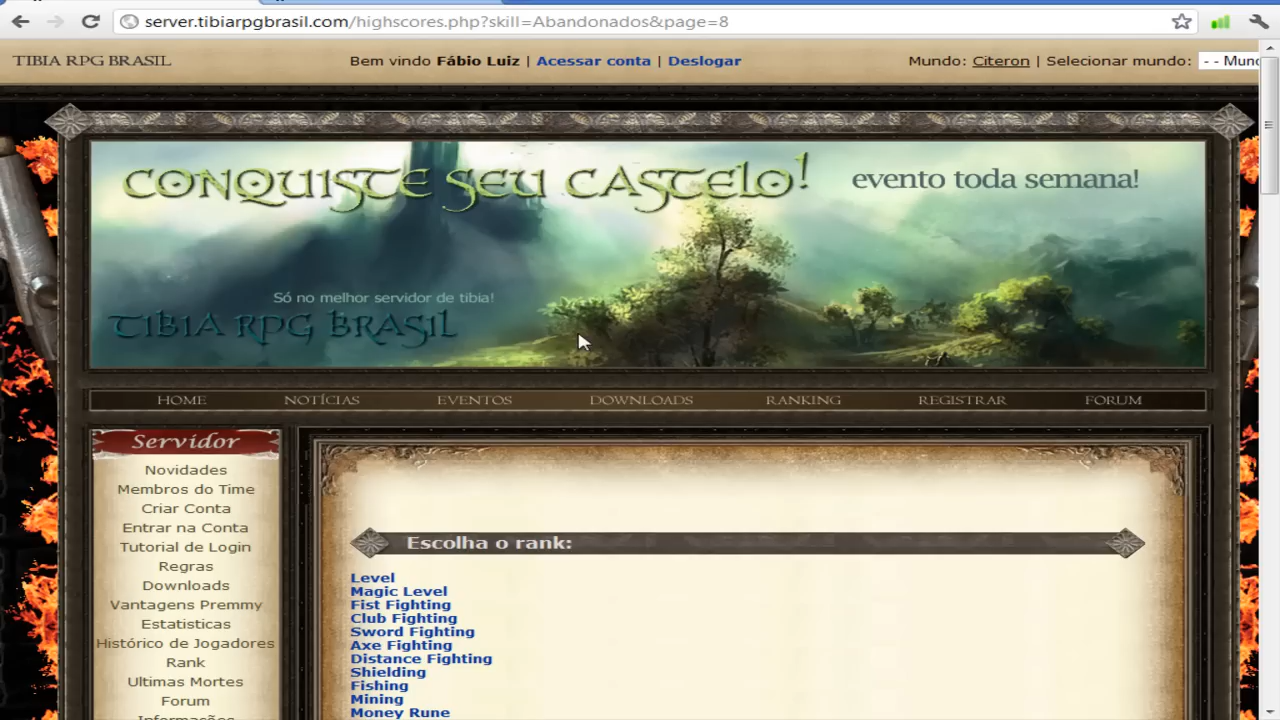 server.tibiarpgbrasil.com/highscores.php?skill=Abandonados&page=8
TIBIA RPG BRASIL
Bem vindo Fábio Luiz | Acessar conta | Deslogar
Mundo: Citeron | Selecionar mundo: - - Mund
CONQUISTE SEU CASTELO!
evento toda semana!
Só no melhor servidor de tibia!
TIBIA RPG BRASIL
HOME NOTÍCIAS EVENTOS DOWNLOADS RANKING REGISTRAR FORUM
Servidor
Novidades
Membros do Time
Criar Conta
Entrar na Conta
Tutorial de Login
Regras
Downloads
Vantagens Premmy
Estatisticas
Histórico de Jogadores
Rank
Ultimas Mortes
Forum
Informações
Escolha o rank:
Level
Magic Level
Fist Fighting
Club Fighting
Sword Fighting
Axe Fighting
Distance Fighting
Shielding
Fishing
Mining
Money Rune